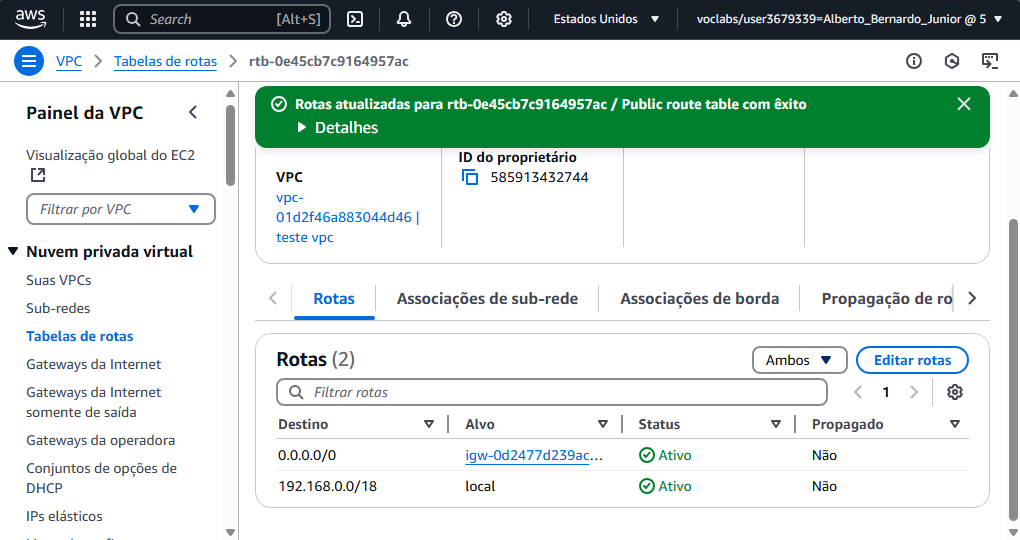 aws
Search [Alt+S]
Estados Unidos
voclabs/user3679339=Alberto_Bernardo_Junior @ 5
VPC
Tabelas de rotas
rtb-0e45cb7c9164957ac
Painel da VPC
Visualização global do EC2
Filtrar por VPC
Nuvem privada virtual
Suas VPCs
Sub-redes
Tabelas de rotas
Gateways da Internet
Gateways da Internet
somente de saída
Gateways da operadora
Conjuntos de opções de
DHCP
IPs elásticos
Rotas atualizadas para rtb-0e45cb7c9164957ac / Public route table com êxito
Detalhes
VPC
vpc-
01d2f46a883044d46 |
teste vpc
ID do proprietário
585913432744
Rotas
Associações de sub-rede
Associações de borda
Propagação de ro
Rotas (2)
Ambos
Editar rotas
Filtrar rotas
1
Destino Alvo Status Propagado
0.0.0.0/0 igw-0d2477d239ac... Ativo Não
192.168.0.0/18 local Ativo Não